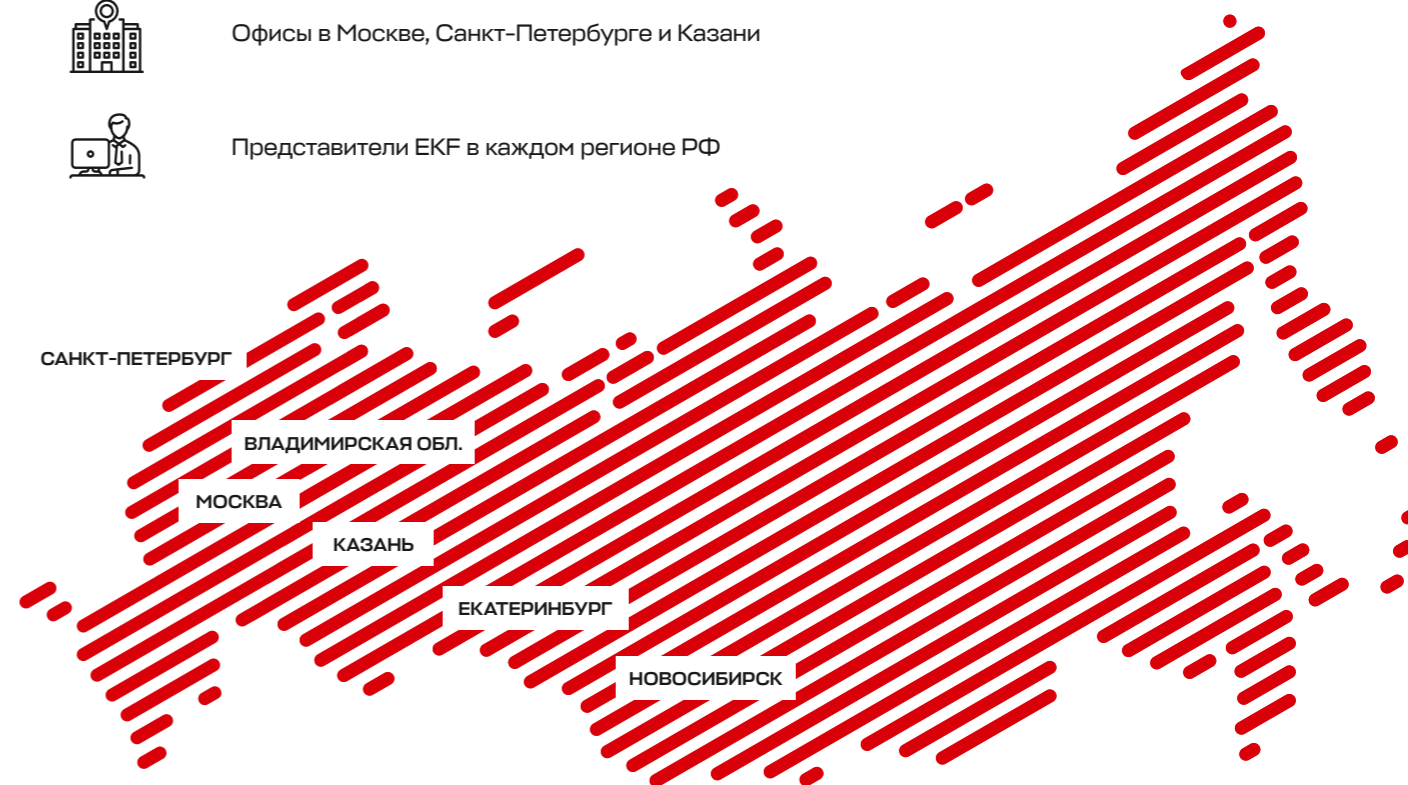 Офисы в Москве, Санкт-Петербурге и Казани
Представители EKF в каждом регионе РФ
САНКТ-ПЕТЕРБУРГ
ВЛАДИМИРСКАЯ ОБЛ.
МОСКВА
КАЗАНЬ
ЕКАТЕРИНБУРГ
НОВОСИБИРСК